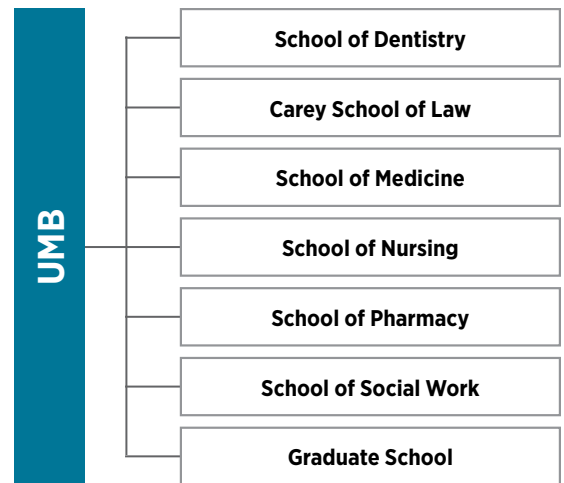 UMB
School of Dentistry
Carey School of Law
School of Medicine
School of Nursing
School of Pharmacy
School of Social Work
Graduate School